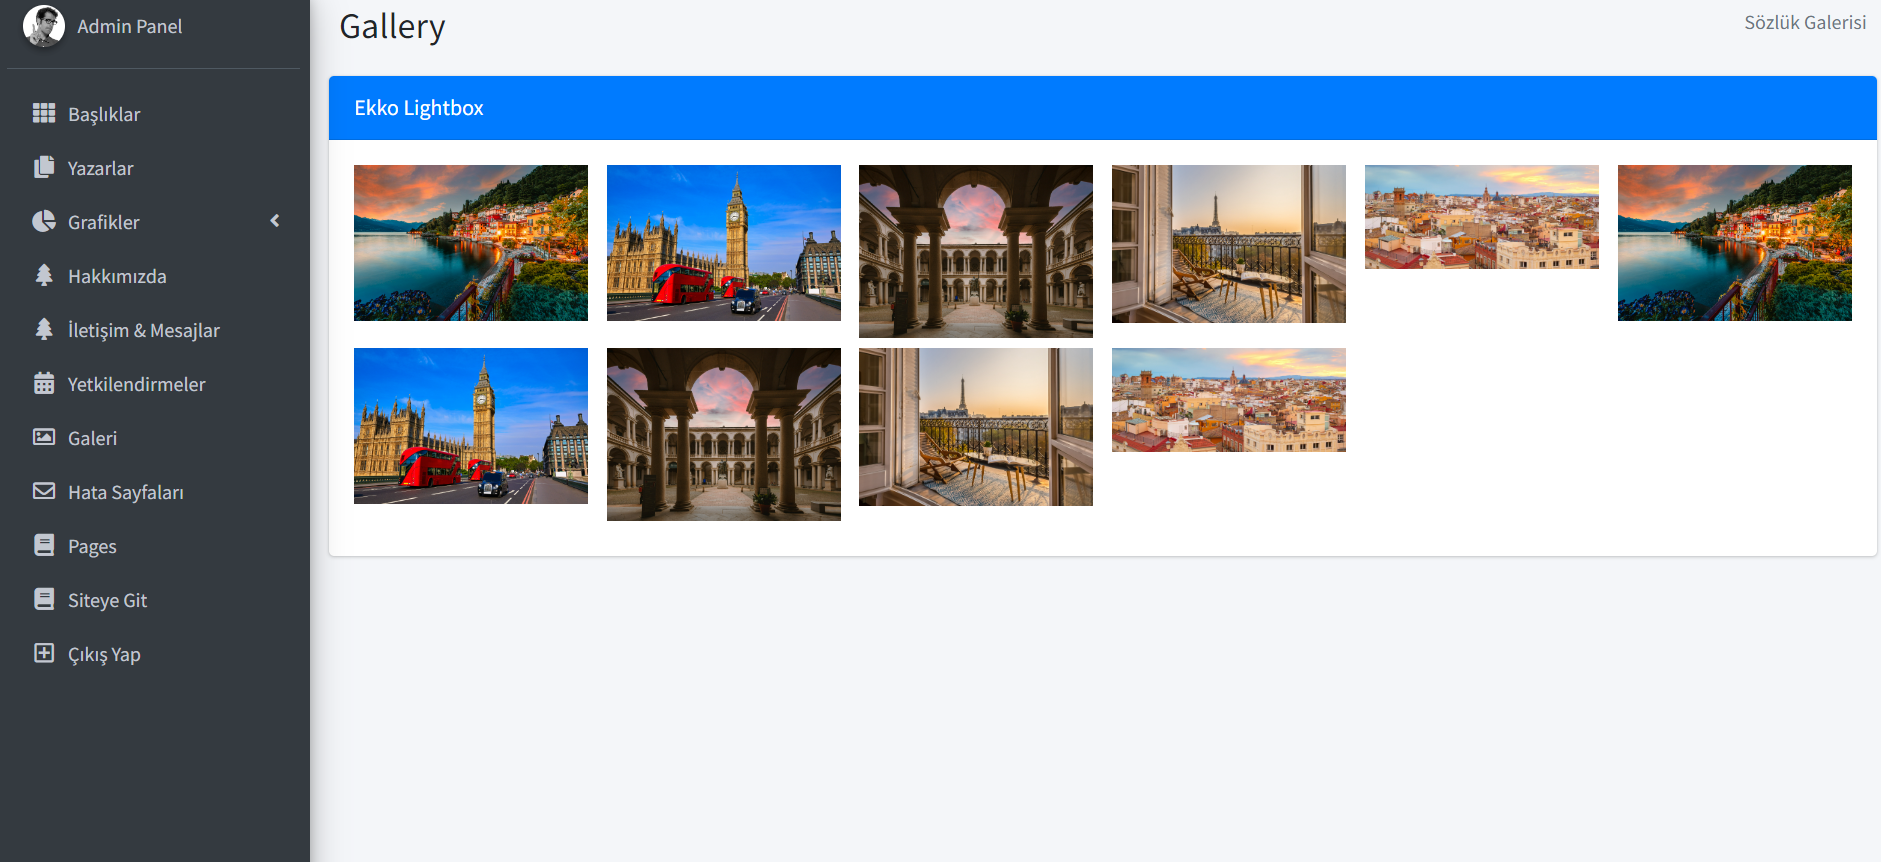 Admin Panel
Başlıklar
Yazarlar
Grafikler
Hakkımızda
İletişim & Mesajlar
Yetkilendirmeler
Galeri
Hata Sayfaları
Pages
Siteye Git
Çıkış Yap
Gallery
Sözlük Galerisi
Ekko Lightbox